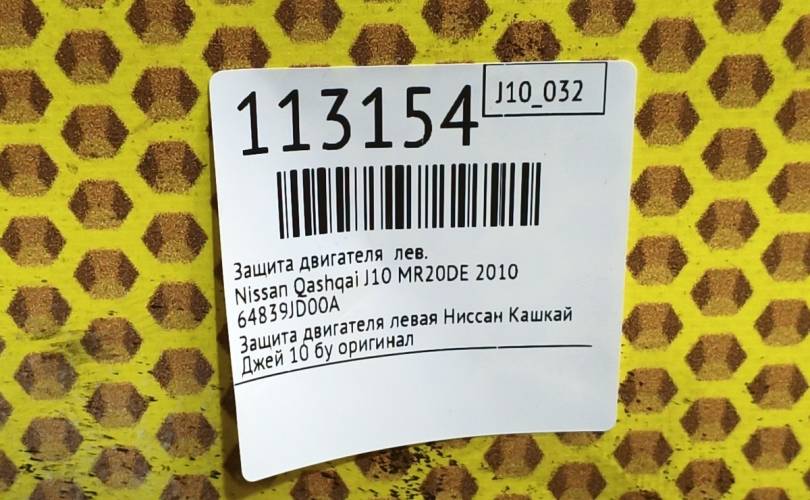 113154
J10_032
Защита двигателя лев.
Nissan Qashqai J10 MR20DE 2010
64839JD00A
Защита двигателя левая Ниссан Кашкай
Джей 10 бу оригинал